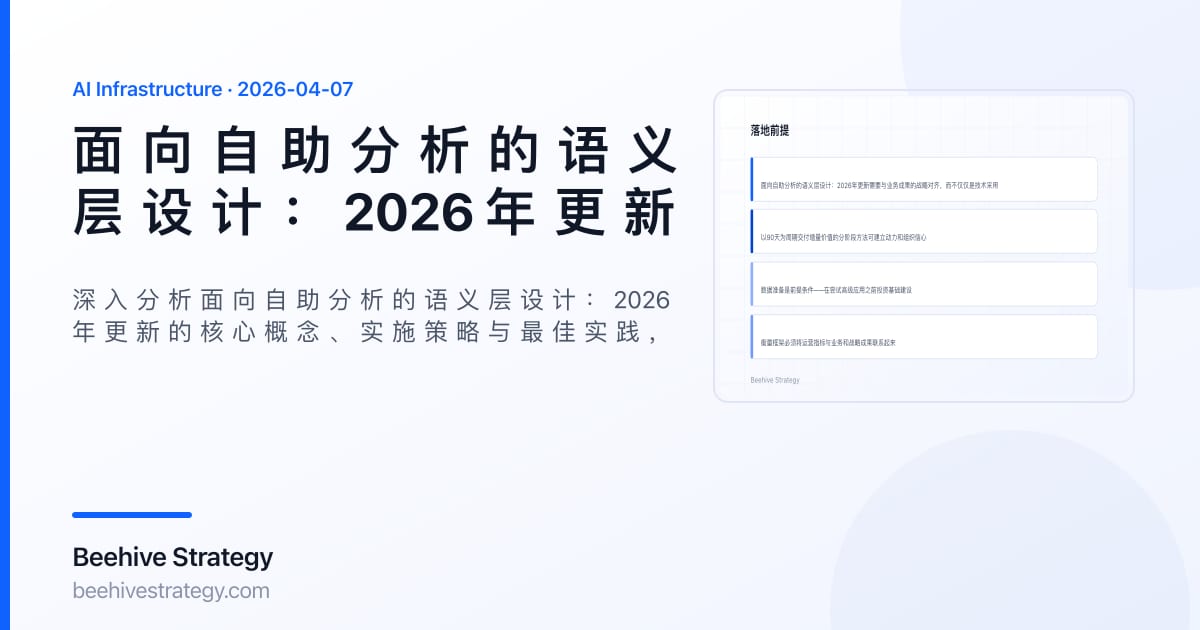 AI Infrastructure · 2026-04-07
面向自助分析的语义
层设计：2026年更新
深入分析面向自助分析的语义层设计：2026
年更新的核心概念、实施策略与最佳实践，
落地前提
面向自助分析的语义层设计：2026年更新需要与业务成果的战略对齐，而不仅仅是技术采用
以90天为周期交付增量价值的分阶段方法可建立动力和组织信心
数据准备是前提条件——在尝试高级应用之前投资基础建设
衡量框架必须将运营指标与业务和战略成果联系起来
Beehive Strategy
Beehive Strategy
beehivestrategy.com